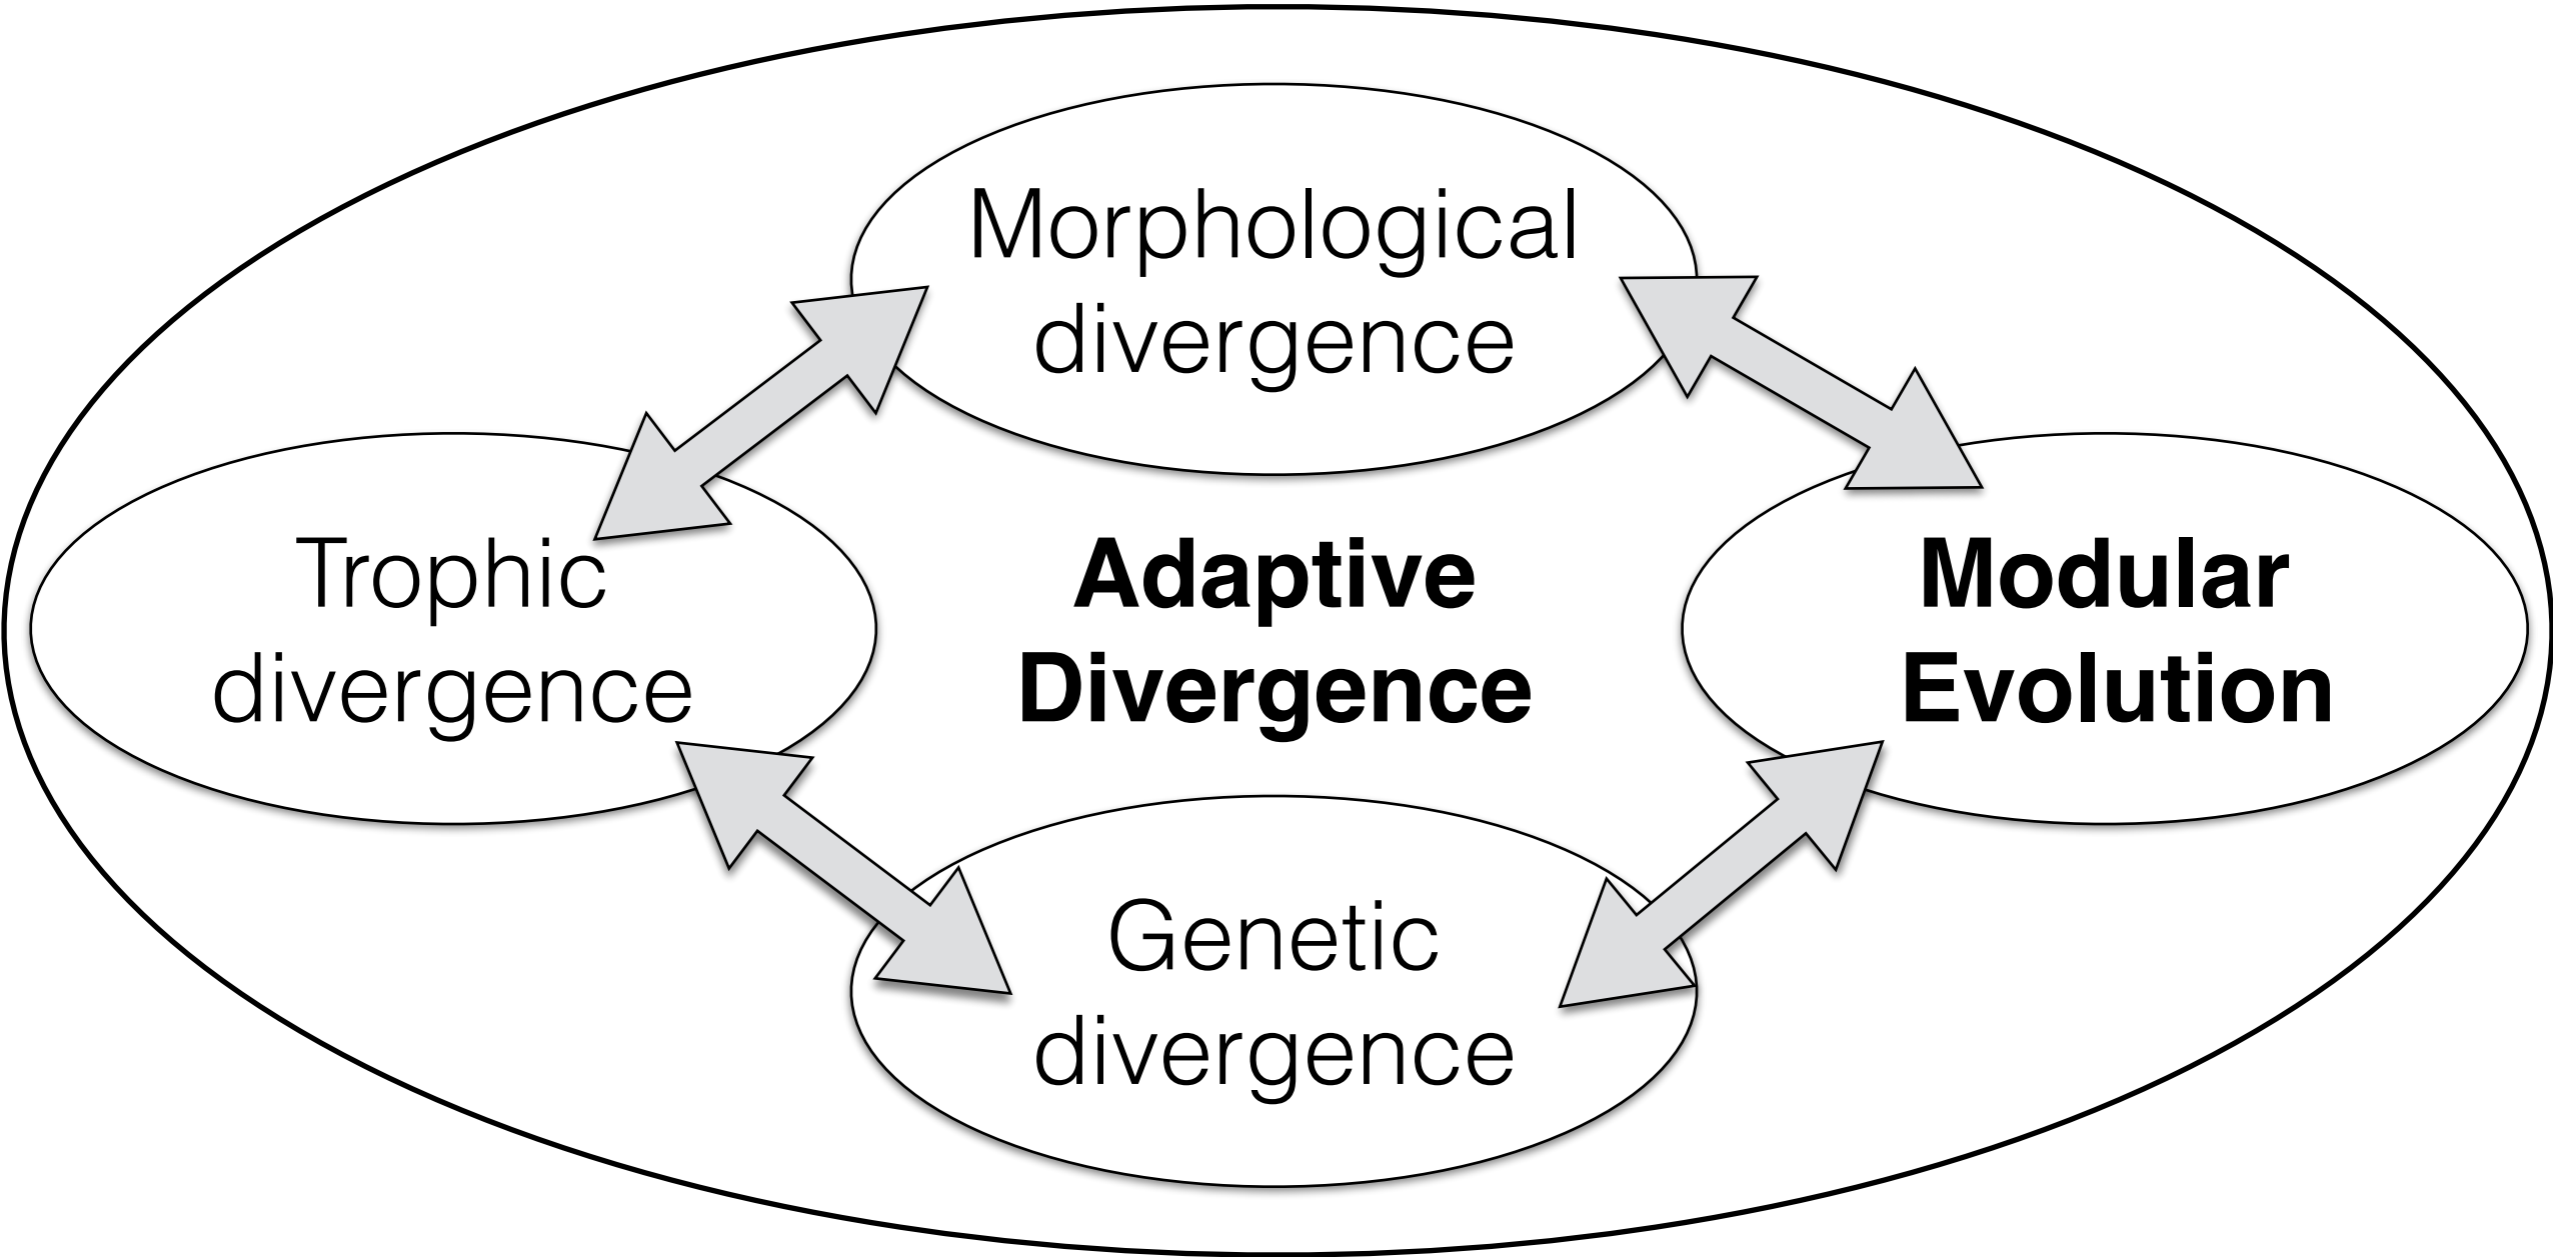 Morphological
divergence
Trophic
divergence
Adaptive
Divergence
Modular
Evolution
Genetic
divergence